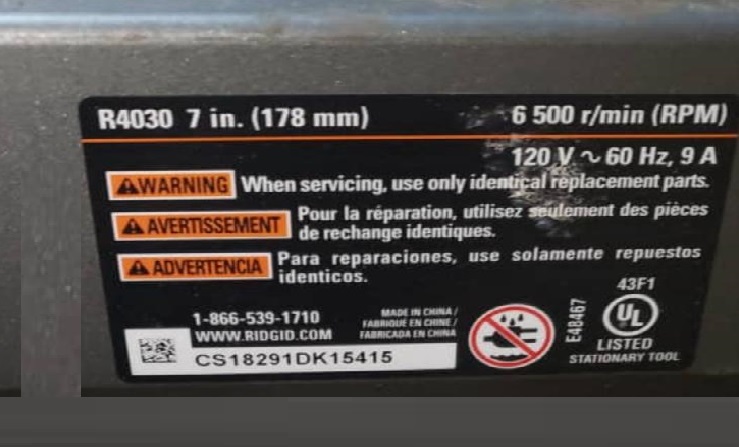 R4030 7 in. (178 mm) 6 500 r/min (RPM)
120 V ~ 60 Hz, 9 A
WARNING When servicing, use only identical replacement parts.
AVERTISSEMENT Pour la réparation, utilisez seulement des pièces
de rechange identiques.
ADVERTENCIA Para reparaciones, use solamente repuestos
identicos.
43F1
1-866-539-1710
WWW.RIDGID.COM
MADE IN CHINA /
FABRIQUÉ EN CHINE /
FABRICADA EN CHINA
CS18291DK15415
E48467
UL
LISTED
STATIONARY TOOL